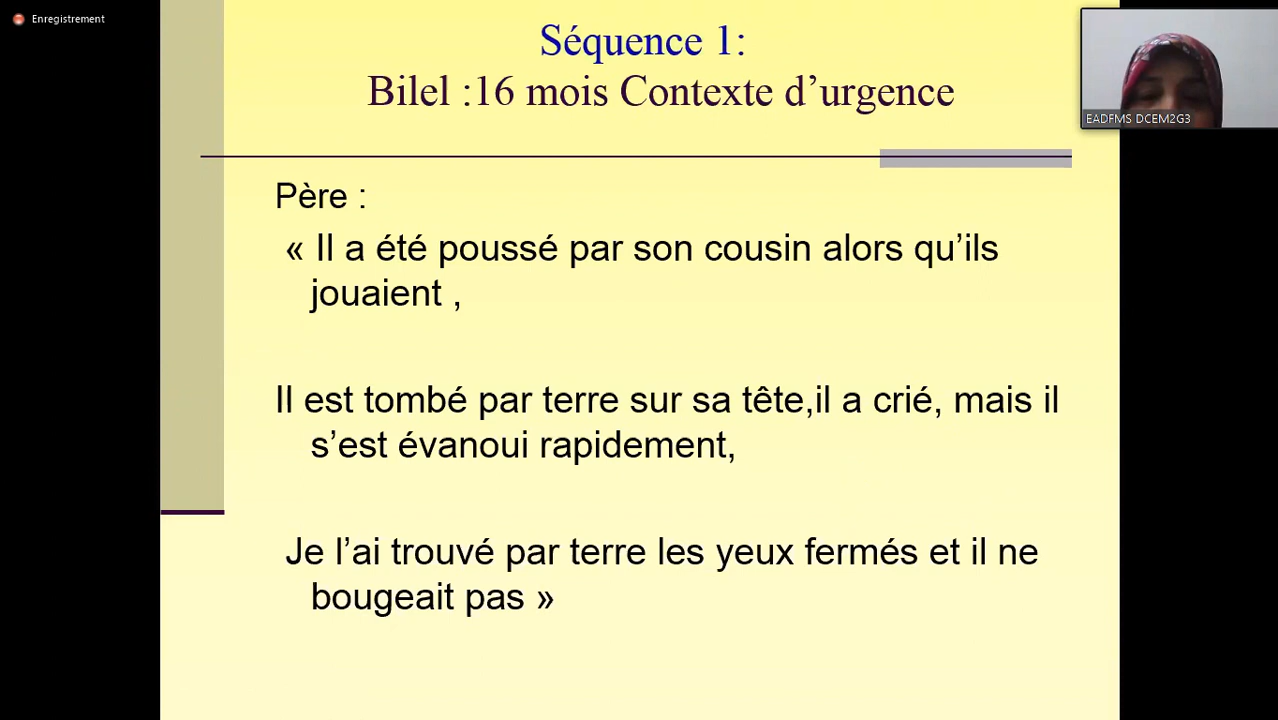 Enregistrement
Séquence 1:
Bilel :16 mois Contexte d’urgence
EADFMS DCEM2G3
Père :
« Il a été poussé par son cousin alors qu’ils
jouaient ,
Il est tombé par terre sur sa tête,il a crié, mais il
s’est évanoui rapidement,
Je l’ai trouvé par terre les yeux fermés et il ne
bougeait pas »